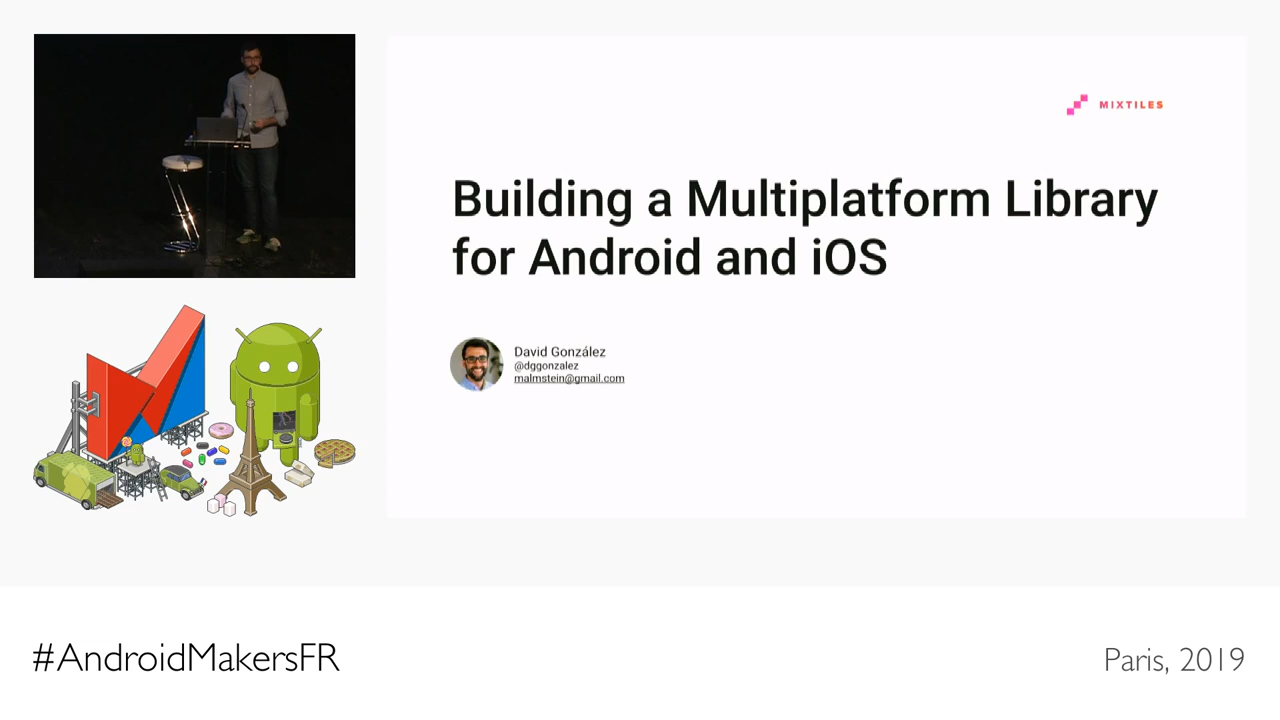 MIXTILES
Building a Multiplatform Library
for Android and iOS
David González
@dggonzalez
malmstein@gmail.com
#AndroidMakersFR
Paris, 2019